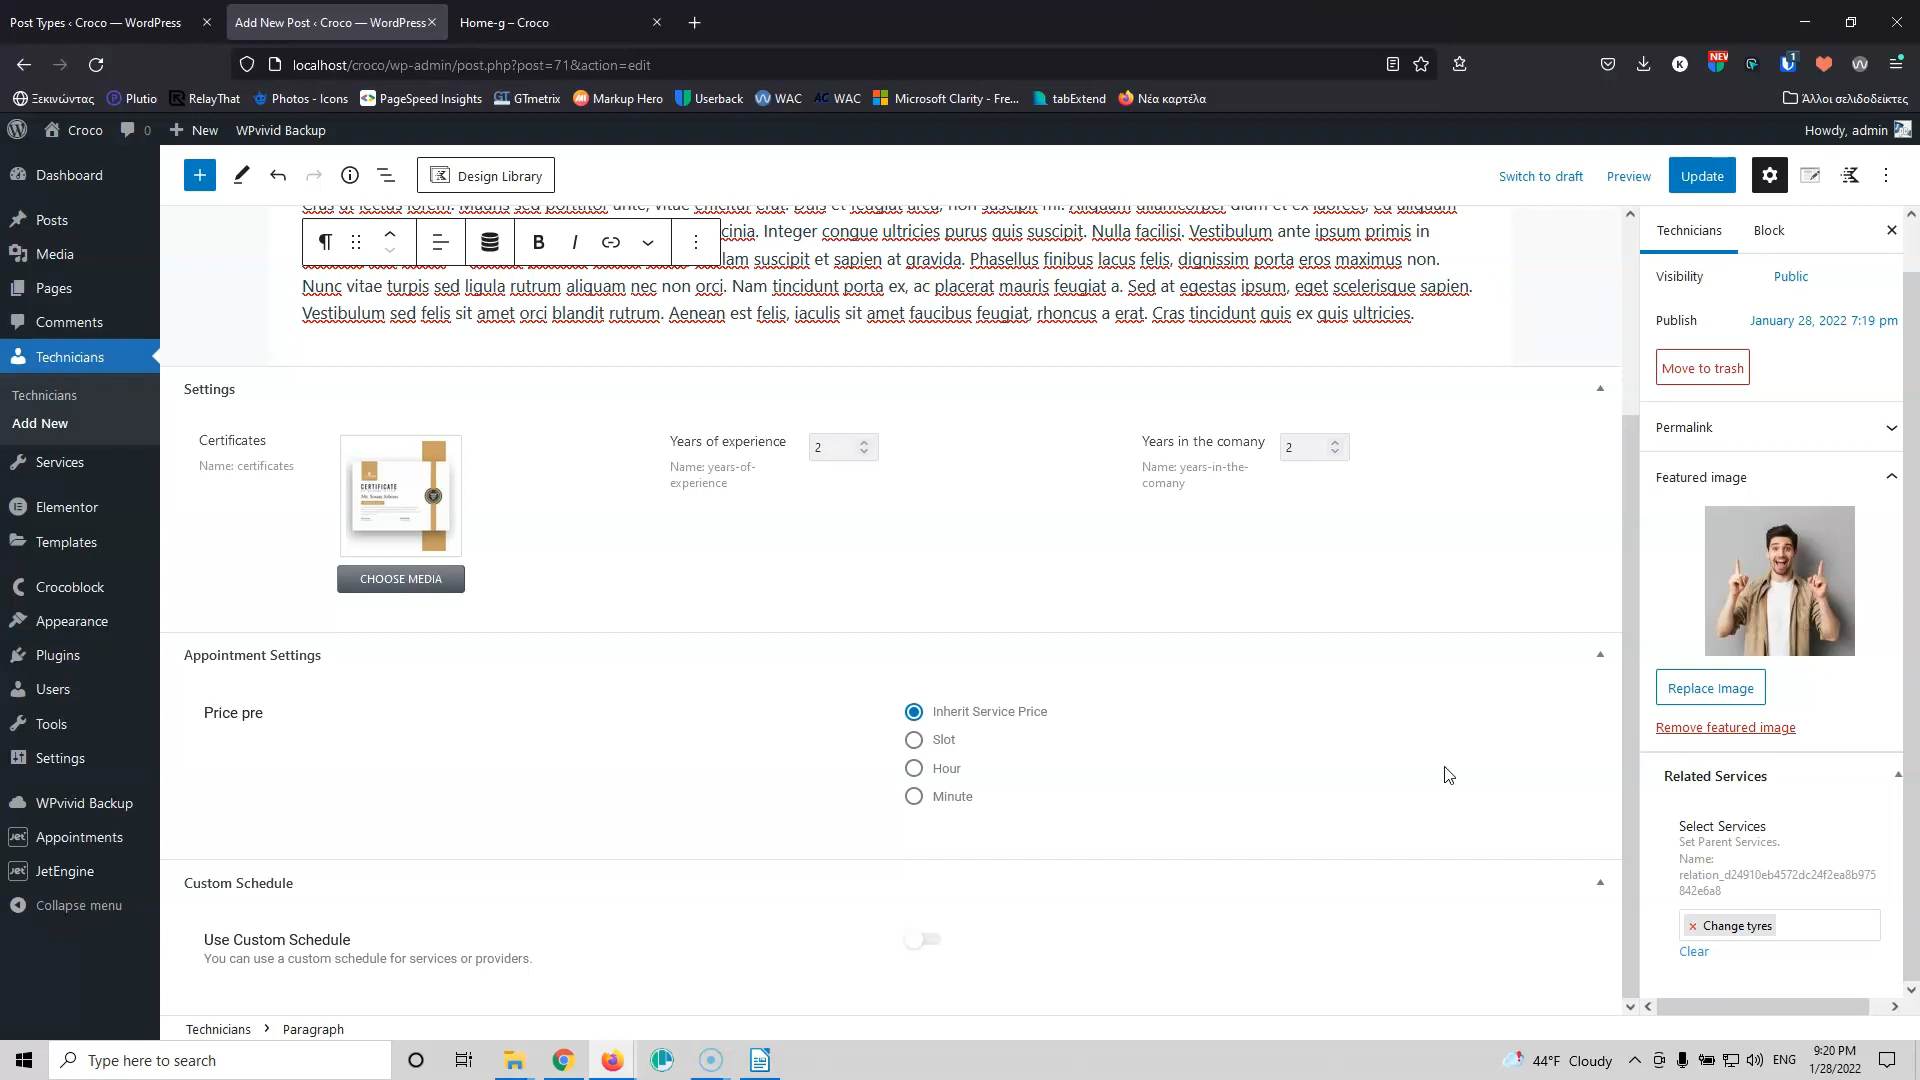 Post Types ‹ Croco — WordPress
Add New Post ‹ Croco — WordPress
Home-g – Croco
localhost/croco/wp-admin/post.php?post=71&action=edit
K
NEW
1
Ξεκινώντας
Plutio
RelayThat
Photos - Icons
PageSpeed Insights
GTmetrix
Markup Hero
Userback
WAC
WAC
Microsoft Clarity - Fre...
tabExtend
Νέα καρτέλα
Άλλοι σελιδοδείκτες
Croco
0
New
WPvivid Backup
Howdy, admin
Dashboard
Posts
Media
Pages
Comments
Technicians
Technicians
Add New
Services
Elementor
Templates
Crocoblock
Appearance
Plugins
Users
Tools
Settings
WPvivid Backup
Appointments
JetEngine
Collapse menu
Design Library
Switch to draft
Preview
Update
cinia. Integer congue ultricies purus quis suscipit. Nulla facilisi. Vestibulum ante ipsum primis in
lam suscipit et sapien at gravida. Phasellus finibus lacus felis, dignissim porta eros maximus non.
Nunc vitae turpis sed ligula rutrum aliquam nec non orci. Nam tincidunt porta ex, ac placerat mauris feugiat a. Sed at egestas ipsum, eget scelerisque sapien.
Vestibulum sed felis sit amet orci blandit rutrum. Aenean est felis, iaculis sit amet faucibus feugiat, rhoncus a erat. Cras tincidunt quis ex quis ultricies.
B
I
Settings
Certificates
Name: certificates
CERTIFICATE
CHOOSE MEDIA
Years of experience
Name: years-of-
experience
2
Years in the comany
Name: years-in-the-
comany
2
Appointment Settings
Price pre
Inherit Service Price
Slot
Hour
Minute
Custom Schedule
Use Custom Schedule
You can use a custom schedule for services or providers.
Technicians
Paragraph
Technicians
Block
Visibility
Public
Publish
January 28, 2022 7:19 pm
Move to trash
Permalink
Featured image
Replace Image
Remove featured image
Related Services
Select Services
Set Parent Services.
Name:
relation_d24910eb4572dc24f2ea8b975
842e6a8
Change tyres
Clear
Type here to search
44°F Cloudy
ENG
9:20 PM
1/28/2022